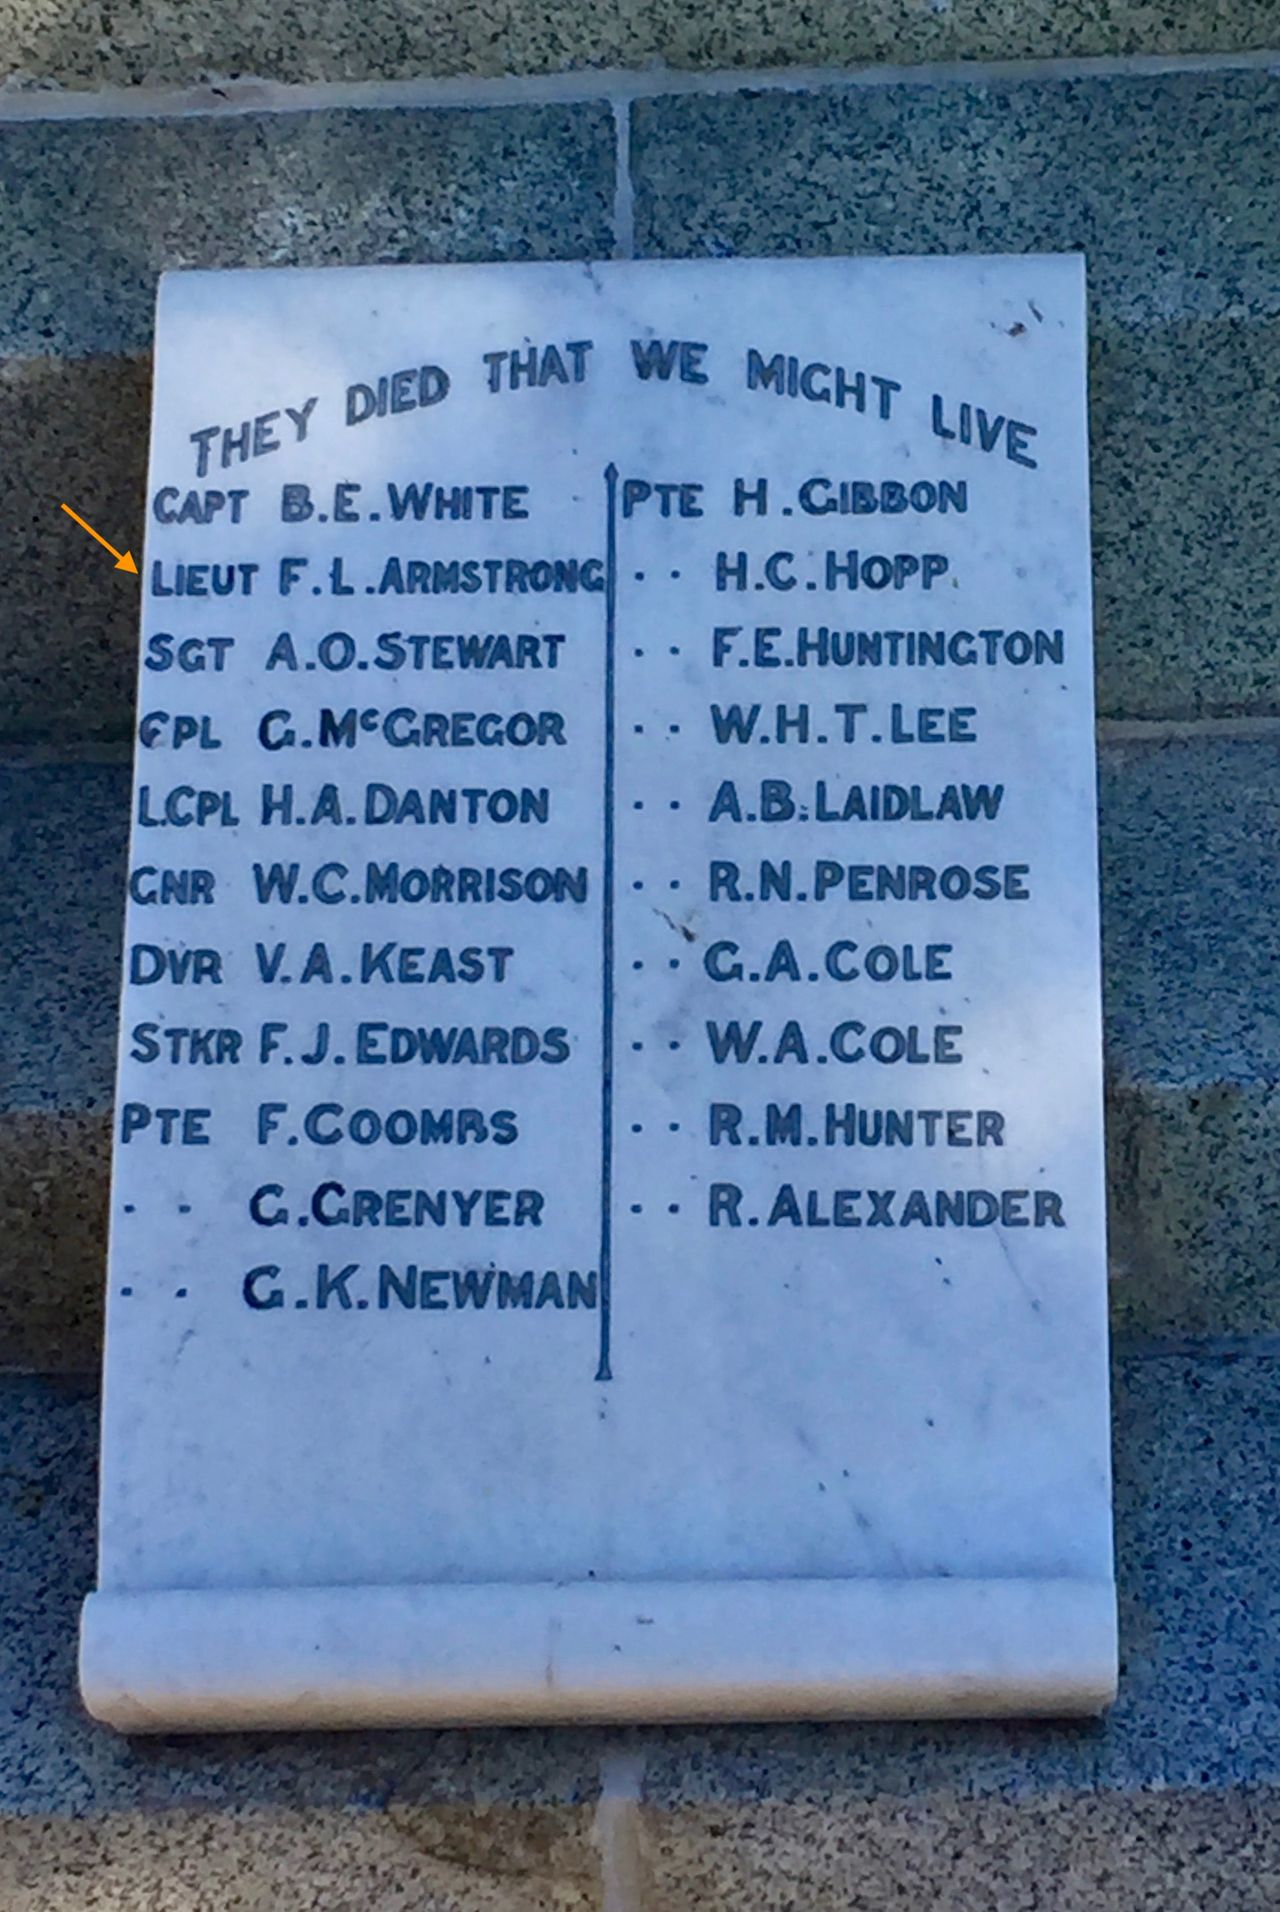 THEY DIED THAT WE MIGHT LIVE
CAPT B.E.WHITE
LIEUT F.L.ARMSTRONG
SGT A.O.STEWART
CPL G.McGREGOR
L.CPL H.A.DANTON
GNR W.C.MORRISON
DVR V.A.KEAST
STKR F.J.EDWARDS
PTE F.COOMBS
. . G.GRENYER
. . G.K.NEWMAN
PTE H.GIBBON
. . H.C.HOPP
. . F.E.HUNTINGTON
. . W.H.T.LEE
. . A.B.LAIDLAW
. . R.N.PENROSE
. . G.A.COLE
. . W.A.COLE
. . R.M.HUNTER
. . R.ALEXANDER